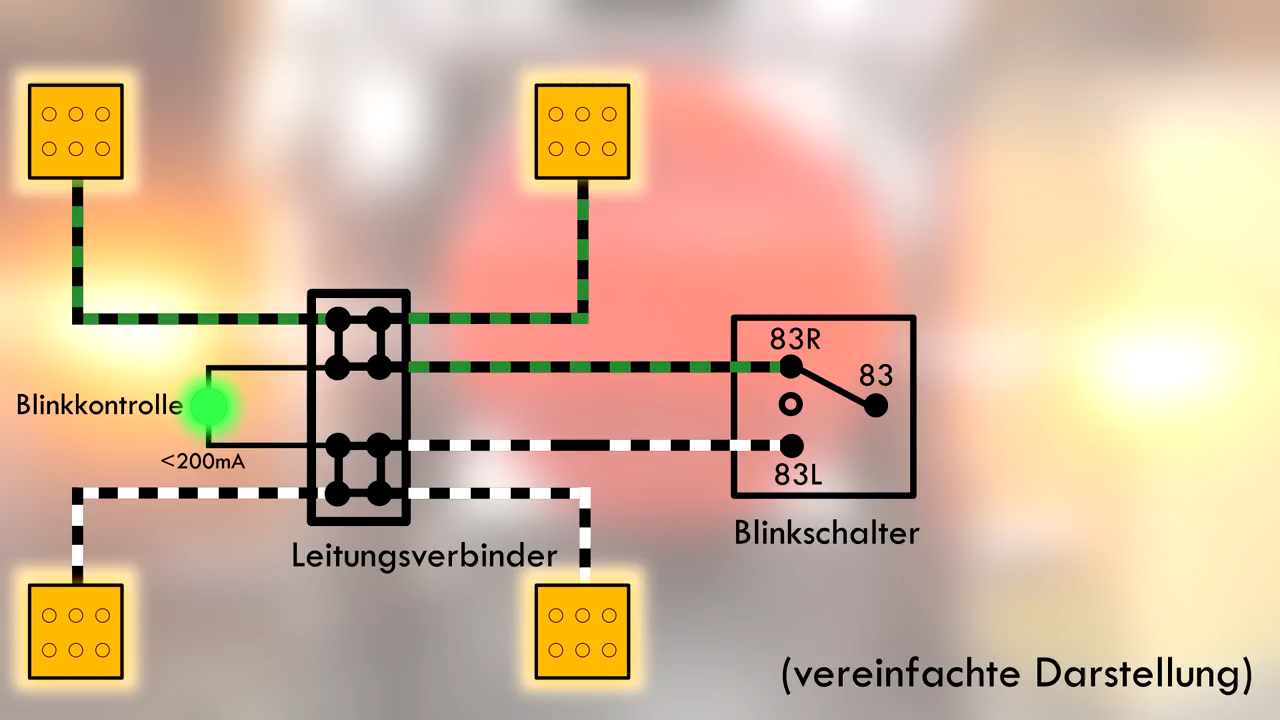 83R
83
Blinkkontrolle
<200mA
83L
Blinkschalter
Leitungsverbinder
(vereinfachte Darstellung)